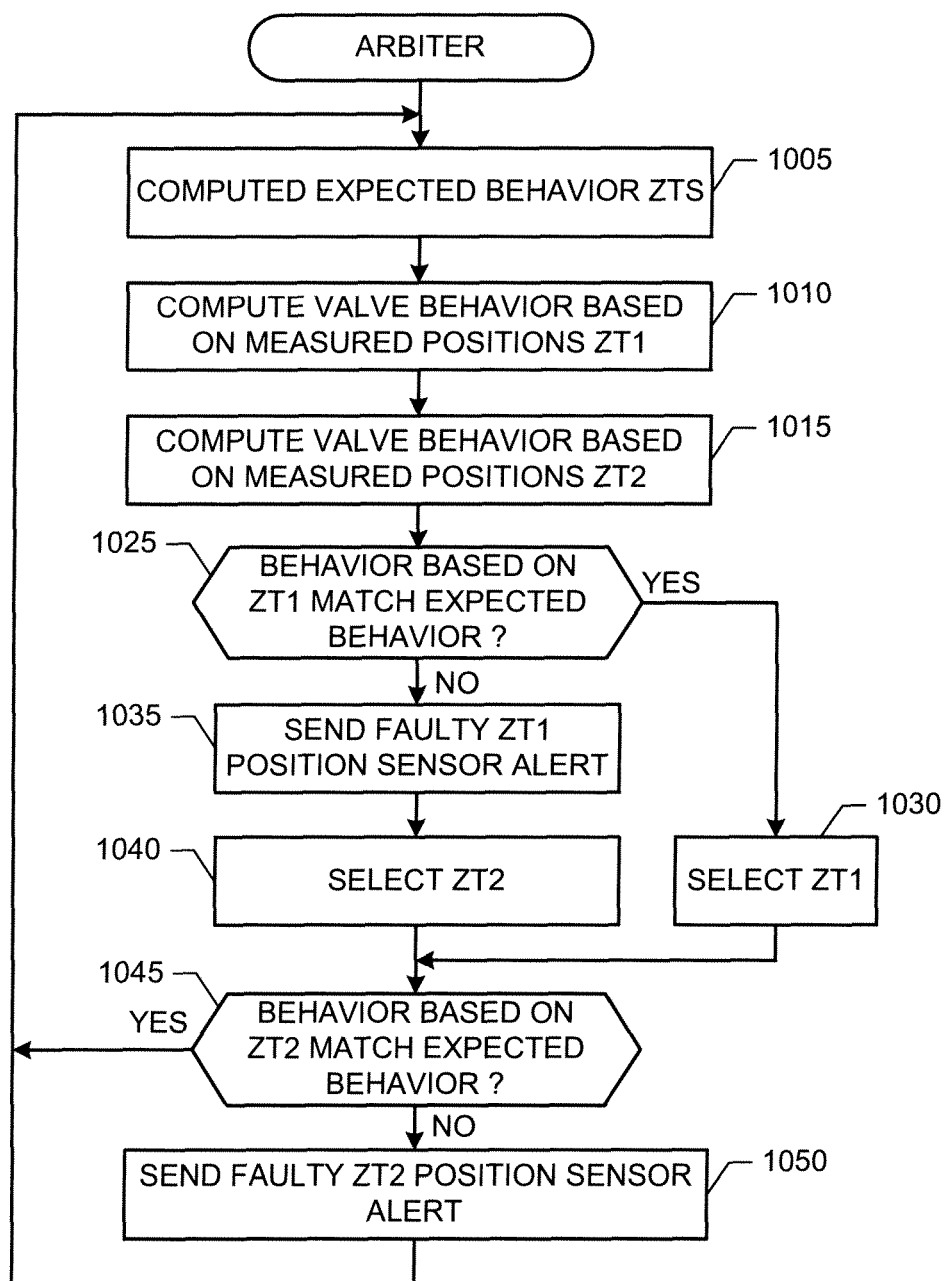 ARBITER
1005
COMPUTED EXPECTED BEHAVIOR ZTS
1010
COMPUTE VALVE BEHAVIOR BASED
ON MEASURED POSITIONS ZT1
1015
COMPUTE VALVE BEHAVIOR BASED
ON MEASURED POSITIONS ZT2
1025
BEHAVIOR BASED ON
ZT1 MATCH EXPECTED
BEHAVIOR ?
YES
NO
1035
SEND FAULTY ZT1
POSITION SENSOR ALERT
1040
SELECT ZT2
1030
SELECT ZT1
1045
BEHAVIOR BASED ON
ZT2 MATCH EXPECTED
BEHAVIOR ?
YES
NO
1050
SEND FAULTY ZT2 POSITION SENSOR
ALERT